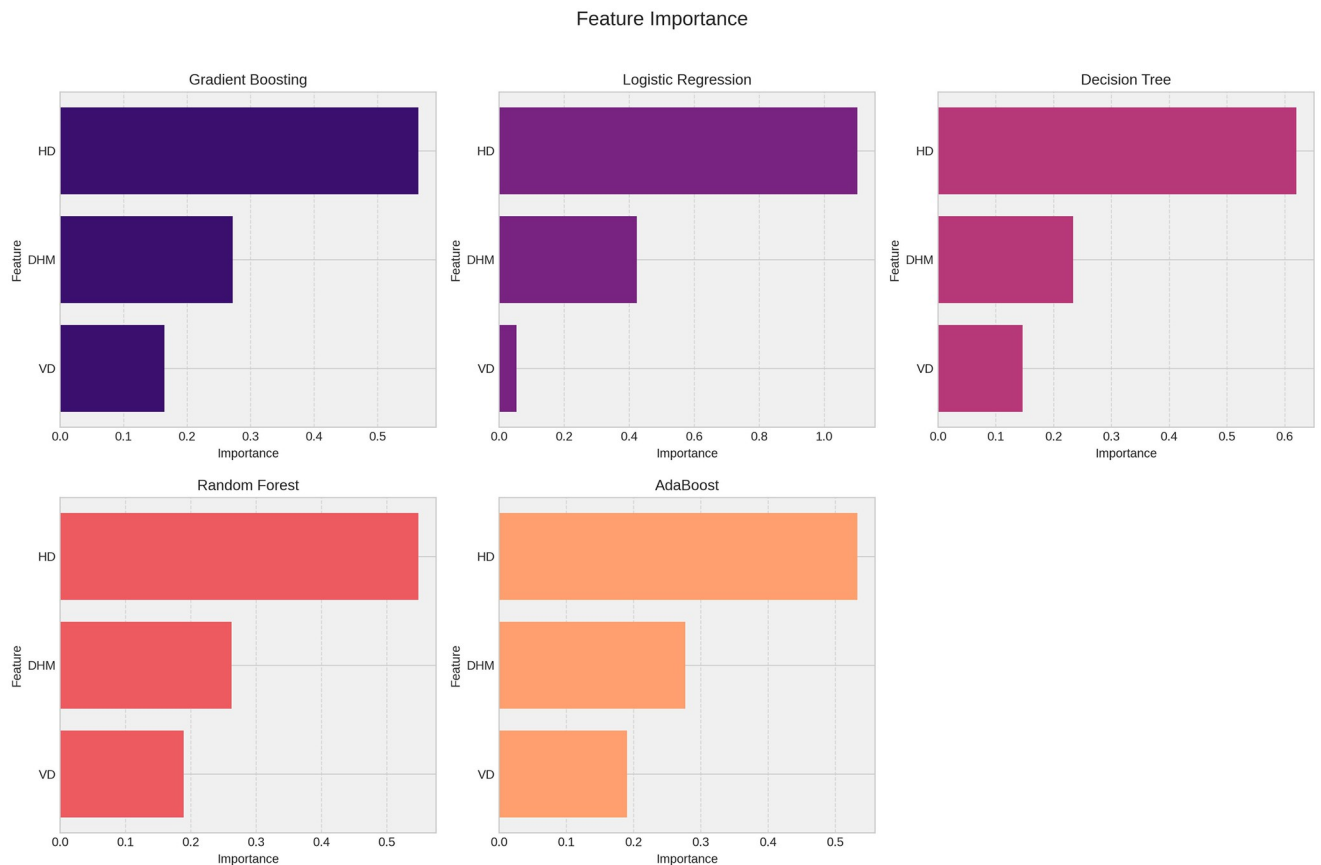 Feature Importance
Gradient Boosting
Feature
HD
DHM
VD
0.0 0.1 0.2 0.3 0.4 0.5
Importance
Logistic Regression
Feature
HD
DHM
VD
0.0 0.2 0.4 0.6 0.8 1.0
Importance
Decision Tree
Feature
HD
DHM
VD
0.0 0.1 0.2 0.3 0.4 0.5 0.6
Importance
Random Forest
Feature
HD
DHM
VD
0.0 0.1 0.2 0.3 0.4 0.5
Importance
AdaBoost
Feature
HD
DHM
VD
0.0 0.1 0.2 0.3 0.4 0.5
Importance